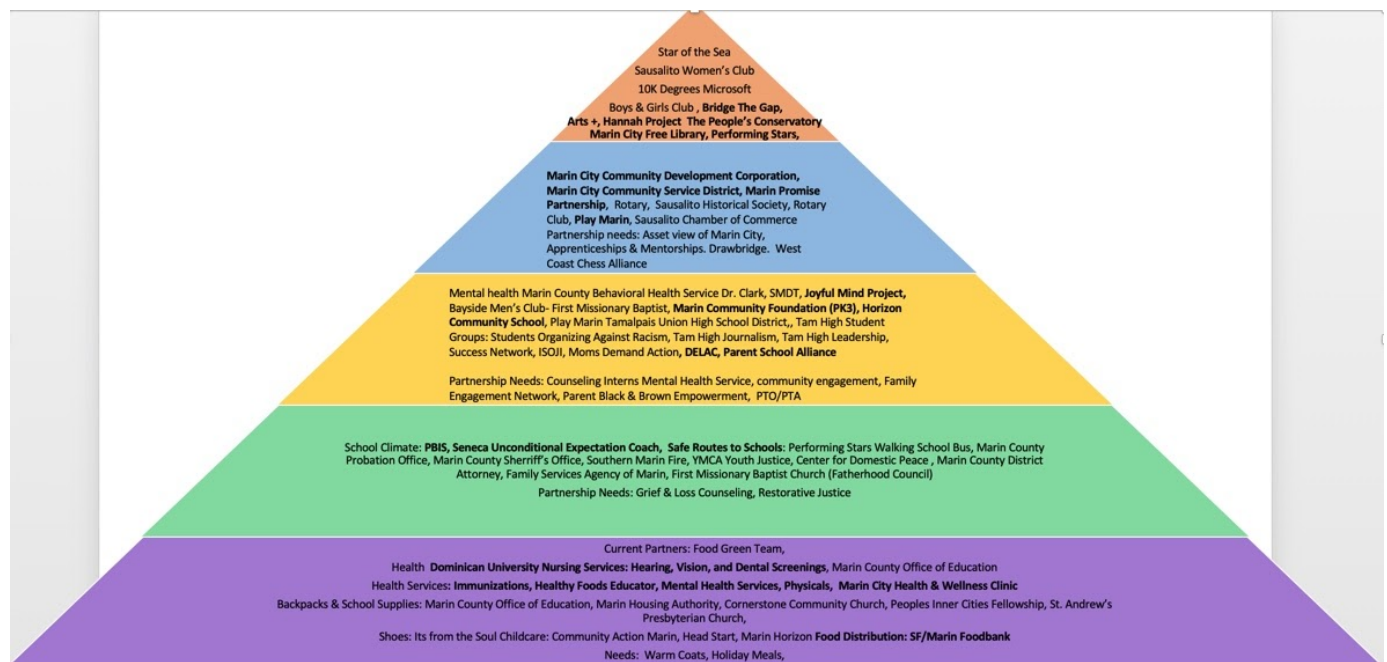 Star of the Sea
Sausalito Women's Club
10K Degrees Microsoft
Boys & Girls Club , Bridge The Gap,
Arts +, Hannah Project  The People's Conservatory
Marin City Free Library, Performing Stars,
Marin City Community Development Corporation,
Marin City Community Service District, Marin Promise
Partnership,  Rotary,  Sausalito Historical Society, Rotary
Club, Play Marin, Sausalito Chamber of Commerce
Partnership needs: Asset view of Marin City,
Apprenticeships & Mentorships. Drawbridge.  West
Coast Chess Alliance
Mental health Marin County Behavioral Health Service Dr. Clark, SMDT, Joyful Mind Project,
Bayside Men's Club- First Missionary Baptist, Marin Community Foundation (PK3), Horizon
Community School, Play Marin Tamalpais Union High School District,, Tam High Student
Groups: Students Organizing Against Racism, Tam High Journalism, Tam High Leadership,
Success Network, ISOJI, Moms Demand Action, DELAC, Parent School Alliance
Partnership Needs: Counseling Interns Mental Health Service, community engagement, Family
Engagement Network, Parent Black & Brown Empowerment,  PTO/PTA
School Climate: PBIS, Seneca Unconditional Expectation Coach,  Safe Routes to Schools: Performing Stars Walking School Bus, Marin County
Probation Office, Marin County Sherriff's Office, Southern Marin Fire, YMCA Youth Justice, Center for Domestic Peace , Marin County District
Attorney, Family Services Agency of Marin, First Missionary Baptist Church (Fatherhood Council)
Partnership Needs: Grief & Loss Counseling, Restorative Justice
Current Partners: Food Green Team,
Health  Dominican University Nursing Services: Hearing, Vision, and Dental Screenings, Marin County Office of Education
Health Services: Immunizations, Healthy Foods Educator, Mental Health Services, Physicals,  Marin City Health & Wellness Clinic
Backpacks & School Supplies: Marin County Office of Education, Marin Housing Authority, Cornerstone Community Church, Peoples Inner Cities Fellowship, St. Andrew's
Presbyterian Church,
Shoes: Its from the Soul Childcare: Community Action Marin, Head Start, Marin Horizon Food Distribution: SF/Marin Foodbank
Needs:  Warm Coats, Holiday Meals,